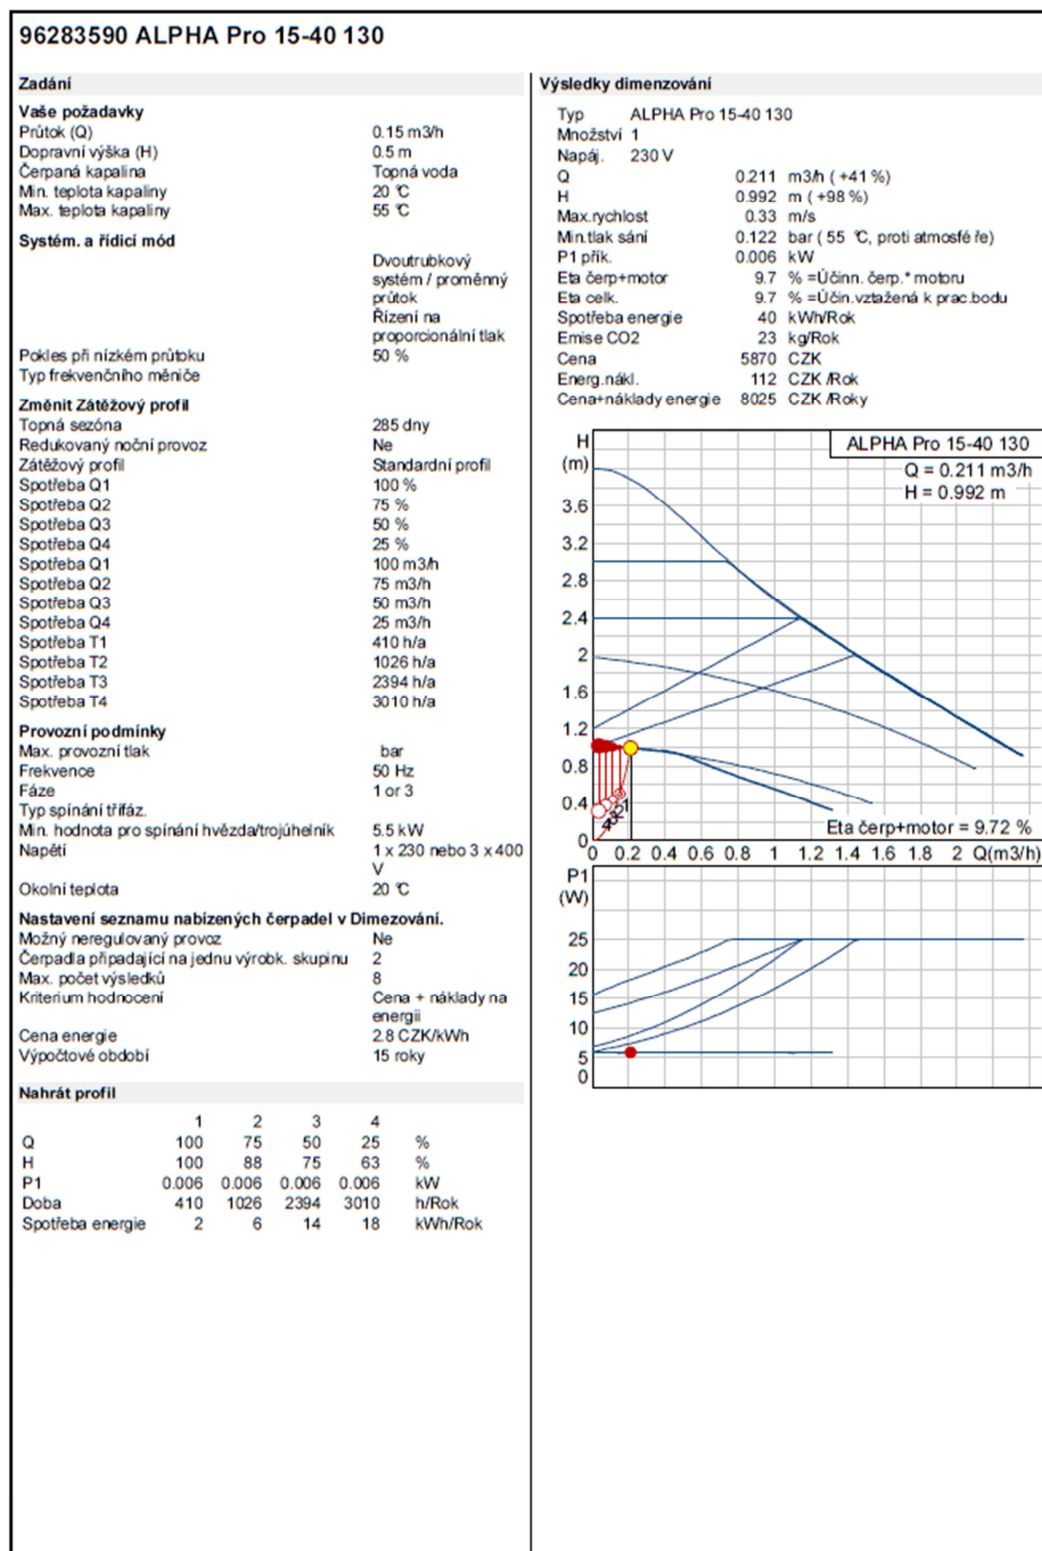 96283590 ALPHA Pro 15-40 130
Zadání
Vaše požadavky
Průtok (Q) 0.15 m3/h
Dopravní výška (H) 0.5 m
Čerpaná kapalina Topná voda
Min. teplota kapaliny 20 °C
Max. teplota kapaliny 55 °C
Systém. a řídicí mód
Dvoutrubkový
systém / proměnný
průtok
Řízení na
proporcionální tlak
Pokles při nízkém průtoku 50 %
Typ frekvenčního měniče
Změnit Zátěžový profil
Topná sezóna 285 dny
Redukovaný noční provoz Ne
Zátěžový profil Standardní profil
Spotřeba Q1 100 %
Spotřeba Q2 75 %
Spotřeba Q3 50 %
Spotřeba Q4 25 %
Spotřeba Q1 100 m3/h
Spotřeba Q2 75 m3/h
Spotřeba Q3 50 m3/h
Spotřeba Q4 25 m3/h
Spotřeba T1 410 h/a
Spotřeba T2 1026 h/a
Spotřeba T3 2394 h/a
Spotřeba T4 3010 h/a
Provozní podmínky
Max. provozní tlak bar
Frekvence 50 Hz
Fáze 1 or 3
Typ spínání třífáz.
Min. hodnota pro spínání hvězda/trojúhelník 5.5 kW
Napětí 1 x 230 nebo 3 x 400
V
Okolní teplota 20 °C
Nastavení seznamu nabízených čerpadel v Dimezování.
Možný neregulovaný provoz Ne
Čerpadla připadající na jednu výrobk. skupinu 2
Max. počet výsledků 8
Kriterium hodnocení Cena + náklady na
energii
Cena energie 2.8 CZK/kWh
Výpočtové období 15 roky
Nahrát profil
1 2 3 4
Q 100 75 50 25 %
H 100 88 75 63 %
P1 0.006 0.006 0.006 0.006 kW
Doba 410 1026 2394 3010 h/Rok
Spotřeba energie 2 6 14 18 kWh/Rok
Výsledky dimenzování
Typ ALPHA Pro 15-40 130
Množství 1
Napáj. 230 V
Q 0.211 m3/h ( +41 %)
H 0.992 m ( +98 %)
Max.rychlost 0.33 m/s
Min.tlak sání 0.122 bar ( 55 °C, proti atmosféře)
P1 přík. 0.006 kW
Eta čerp+motor 9.7 % =Účinn. čerp.* motoru
Eta celk. 9.7 % =Účin.vztažená k prac.bodu
Spotřeba energie 40 kWh/Rok
Emise CO2 23 kg/Rok
Cena 5870 CZK
Energ.nákl. 112 CZK /Rok
Cena+náklady energie 8025 CZK /Roky
H
(m)
ALPHA Pro 15-40 130
Q = 0.211 m3/h
H = 0.992 m
3.6
3.2
2.8
2.4
2
1.6
1.2
0.8
0.4
0
4 3 2 1
Eta čerp+motor = 9.72 %
0 0.2 0.4 0.6 0.8 1 1.2 1.4 1.6 1.8 2 Q(m3/h)
P1
(W)
25
20
15
10
5
0